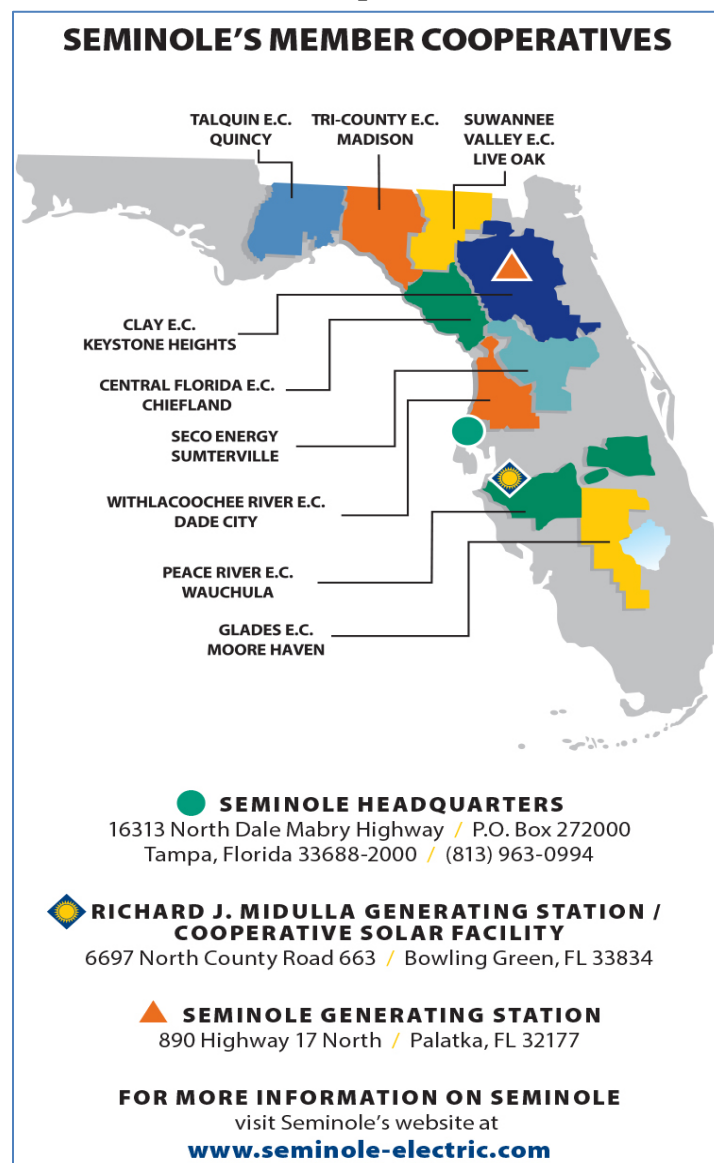 SEMINOLE'S MEMBER COOPERATIVES
TALQUIN E.C.
QUINCY
TRI-COUNTY E.C.
MADISON
SUWANNEE
VALLEY E.C.
LIVE OAK
CLAY E.C.
KEYSTONE HEIGHTS
CENTRAL FLORIDA E.C.
CHIEFLAND
SECO ENERGY
SUMTERVILLE
WITHLACOOCHEE RIVER E.C.
DADE CITY
PEACE RIVER E.C.
WAUCHULA
GLADES E.C.
MOORE HAVEN
SEMINOLE HEADQUARTERS
16313 North Dale Mabry Highway / P.O. Box 272000
Tampa, Florida 33688-2000 / (813) 963-0994
RICHARD J. MIDULLA GENERATING STATION /
COOPERATIVE SOLAR FACILITY
6697 North County Road 663 / Bowling Green, FL 33834
SEMINOLE GENERATING STATION
890 Highway 17 North / Palatka, FL 32177
FOR MORE INFORMATION ON SEMINOLE
visit Seminole's website at
www.seminole-electric.com